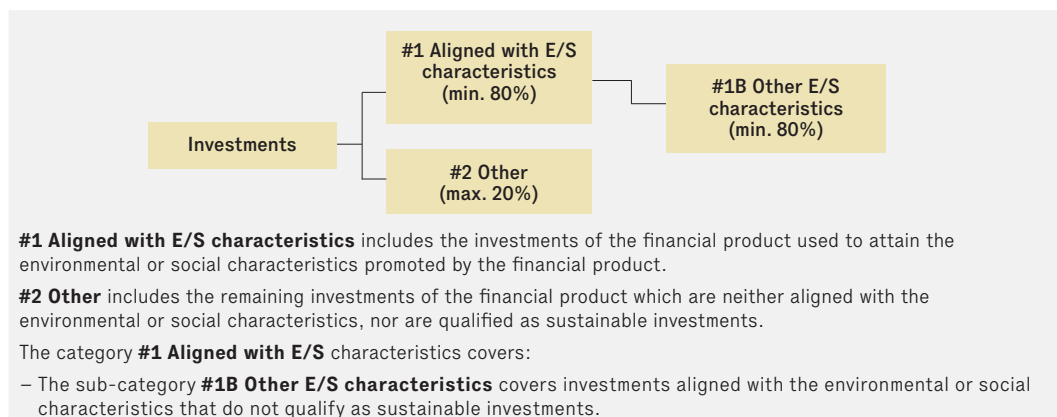 #1 Aligned with E/S
characteristics
(min. 80%)
#1B Other E/S
characteristics
(min. 80%)
Investments
#2 Other
(max. 20%)
#1 Aligned with E/S characteristics includes the investments of the financial product used to attain the
environmental or social characteristics promoted by the financial product.
#2 Other includes the remaining investments of the financial product which are neither aligned with the
environmental or social characteristics, nor are qualified as sustainable investments.
The category #1 Aligned with E/S characteristics covers:
– The sub-category #1B Other E/S characteristics covers investments aligned with the environmental or social
characteristics that do not qualify as sustainable investments.